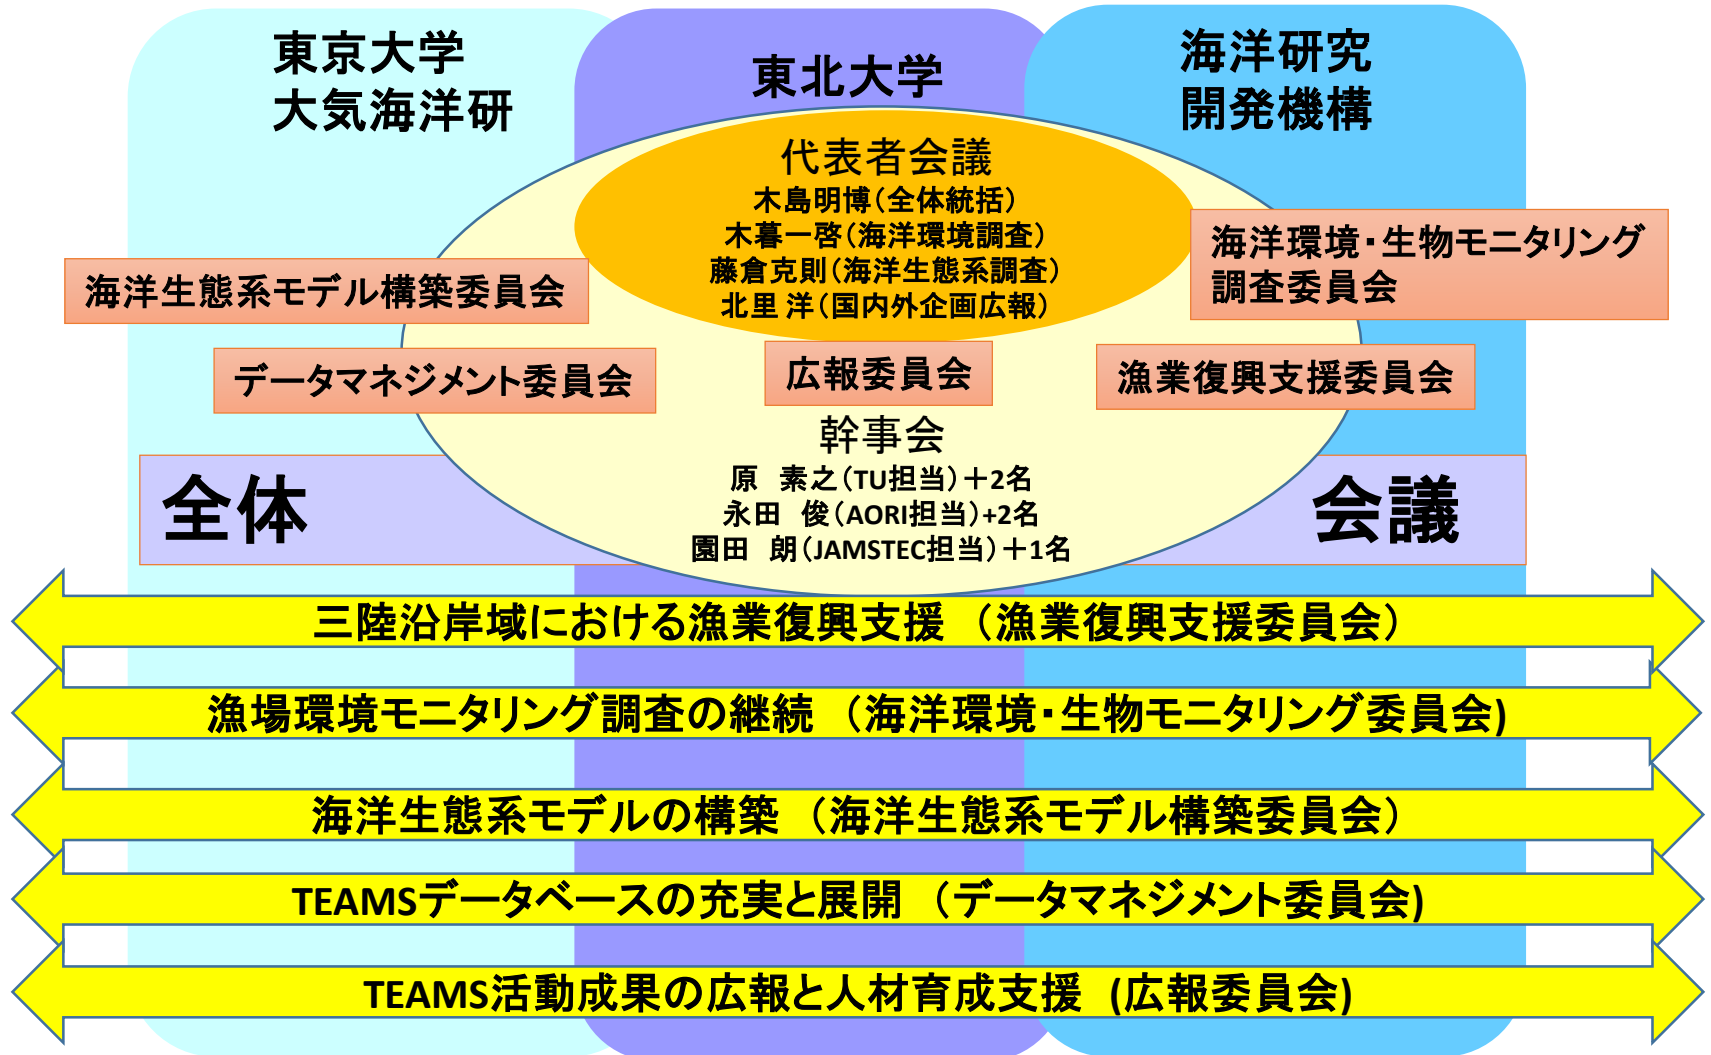 東京大学
大気海洋研
東北大学
海洋研究
開発機構
代表者会議
木島明博（全体統括）
木暮一啓（海洋環境調査）
藤倉克則（海洋生態系調査）
北里 洋（国内外企画広報）
海洋生態系モデル構築委員会
海洋環境・生物モニタリング
調査委員会
データマネジメント委員会
広報委員会
漁業復興支援委員会
幹事会
原　素之（TU担当）＋2名
永田　俊（AORI担当）+2名
園田　朗（JAMSTEC担当）＋1名
全体
会議
三陸沿岸域における漁業復興支援　（漁業復興支援委員会）
漁場環境モニタリング調査の継続　（海洋環境・生物モニタリング委員会)
海洋生態系モデルの構築　（海洋生態系モデル構築委員会）
TEAMSデータベースの充実と展開　（データマネジメント委員会)
TEAMS活動成果の広報と人材育成支援　(広報委員会)